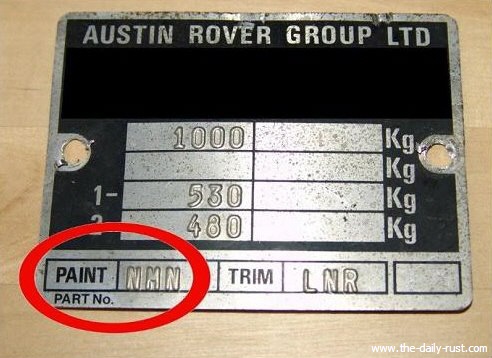 AUSTIN ROVER GROUP LTD
1000 Kg
Kg
1- 530 Kg
2 480 Kg
PAINT NMN TRIM LNR
PART No.
www.the-daily-rust.com